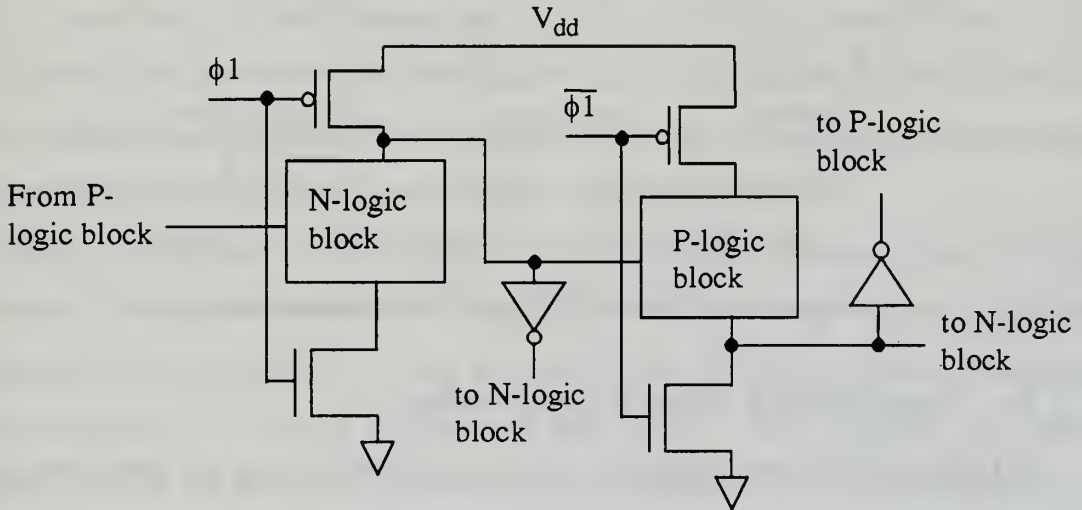 V_dd
ϕ1
\overline{ϕ1}
to P-logic
block
From P-
logic block
N-logic
block
P-logic
block
to N-logic
block
to N-logic
block